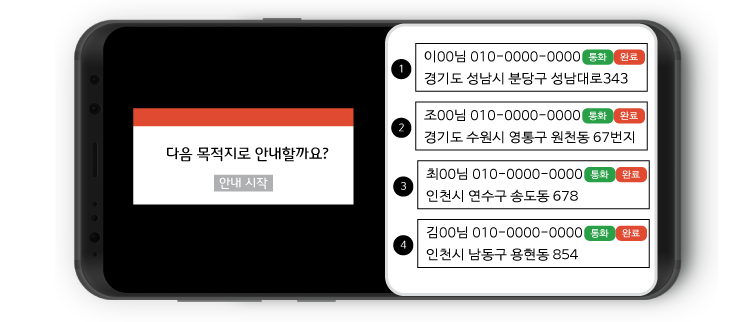 다음 목적지로 안내할까요?
안내 시작
1
이00님 010-0000-0000 통화 완료
경기도 성남시 분당구 성남대로343
2
조00님 010-0000-0000 통화 완료
경기도 수원시 영통구 원천동 67번지
3
최00님 010-0000-0000 통화 완료
인천시 연수구 송도동 678
4
김00님 010-0000-0000 통화 완료
인천시 남동구 용현동 854